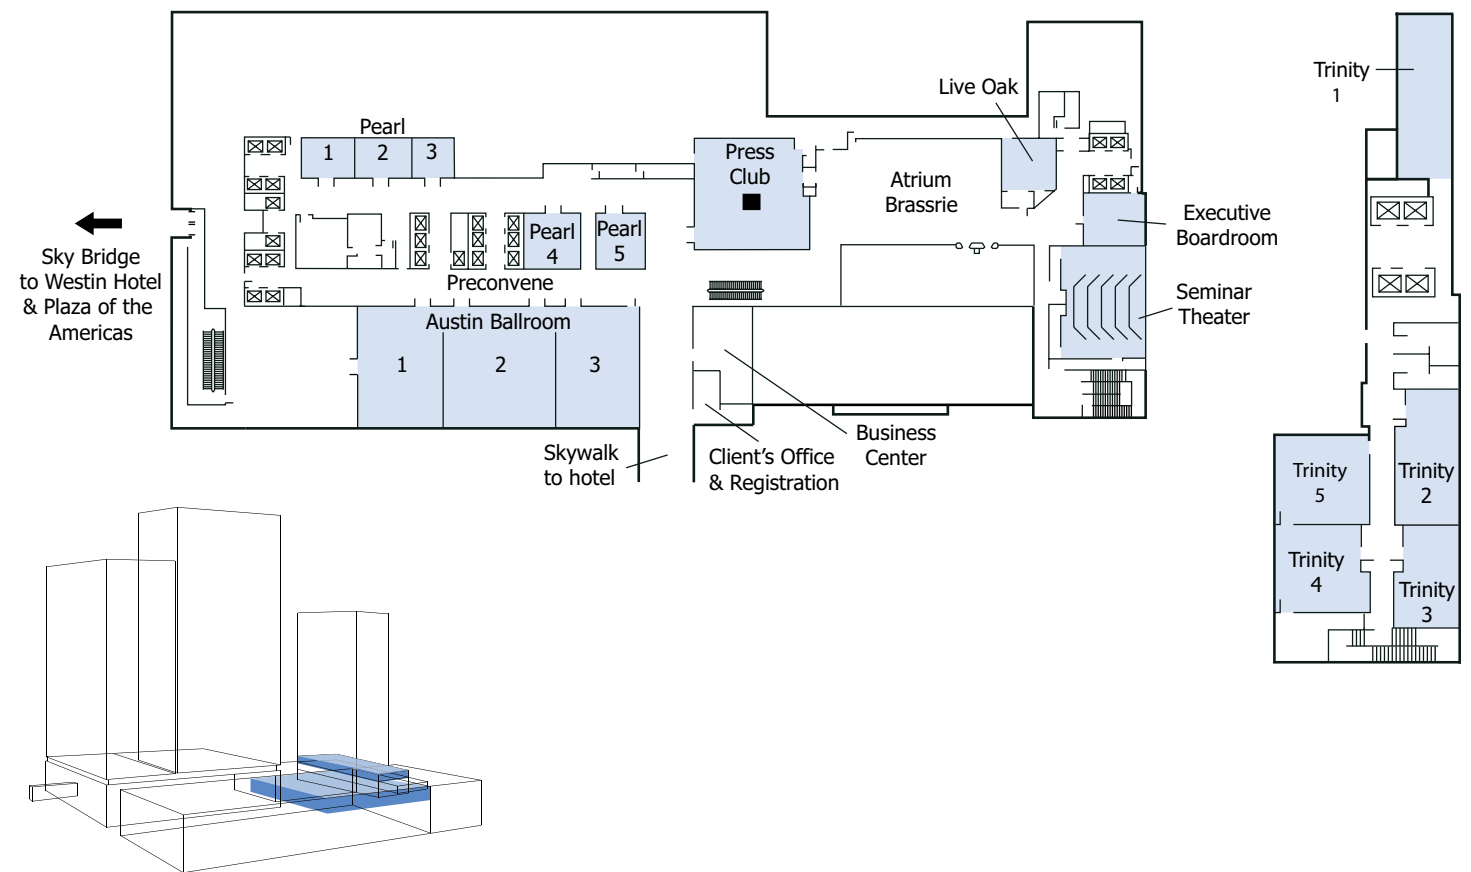 Pearl
1
2
3
Press
Club
Live Oak
Atrium
Brassrie
Executive
Boardroom
Seminar
Theater
Trinity
1
Pearl
4
Pearl
5
Preconvene
Austin Ballroom
1
2
3
Sky Bridge
to Westin Hotel
& Plaza of the
Americas
Skywalk
to hotel
Client’s Office
& Registration
Business
Center
Trinity
5
Trinity
2
Trinity
4
Trinity
3